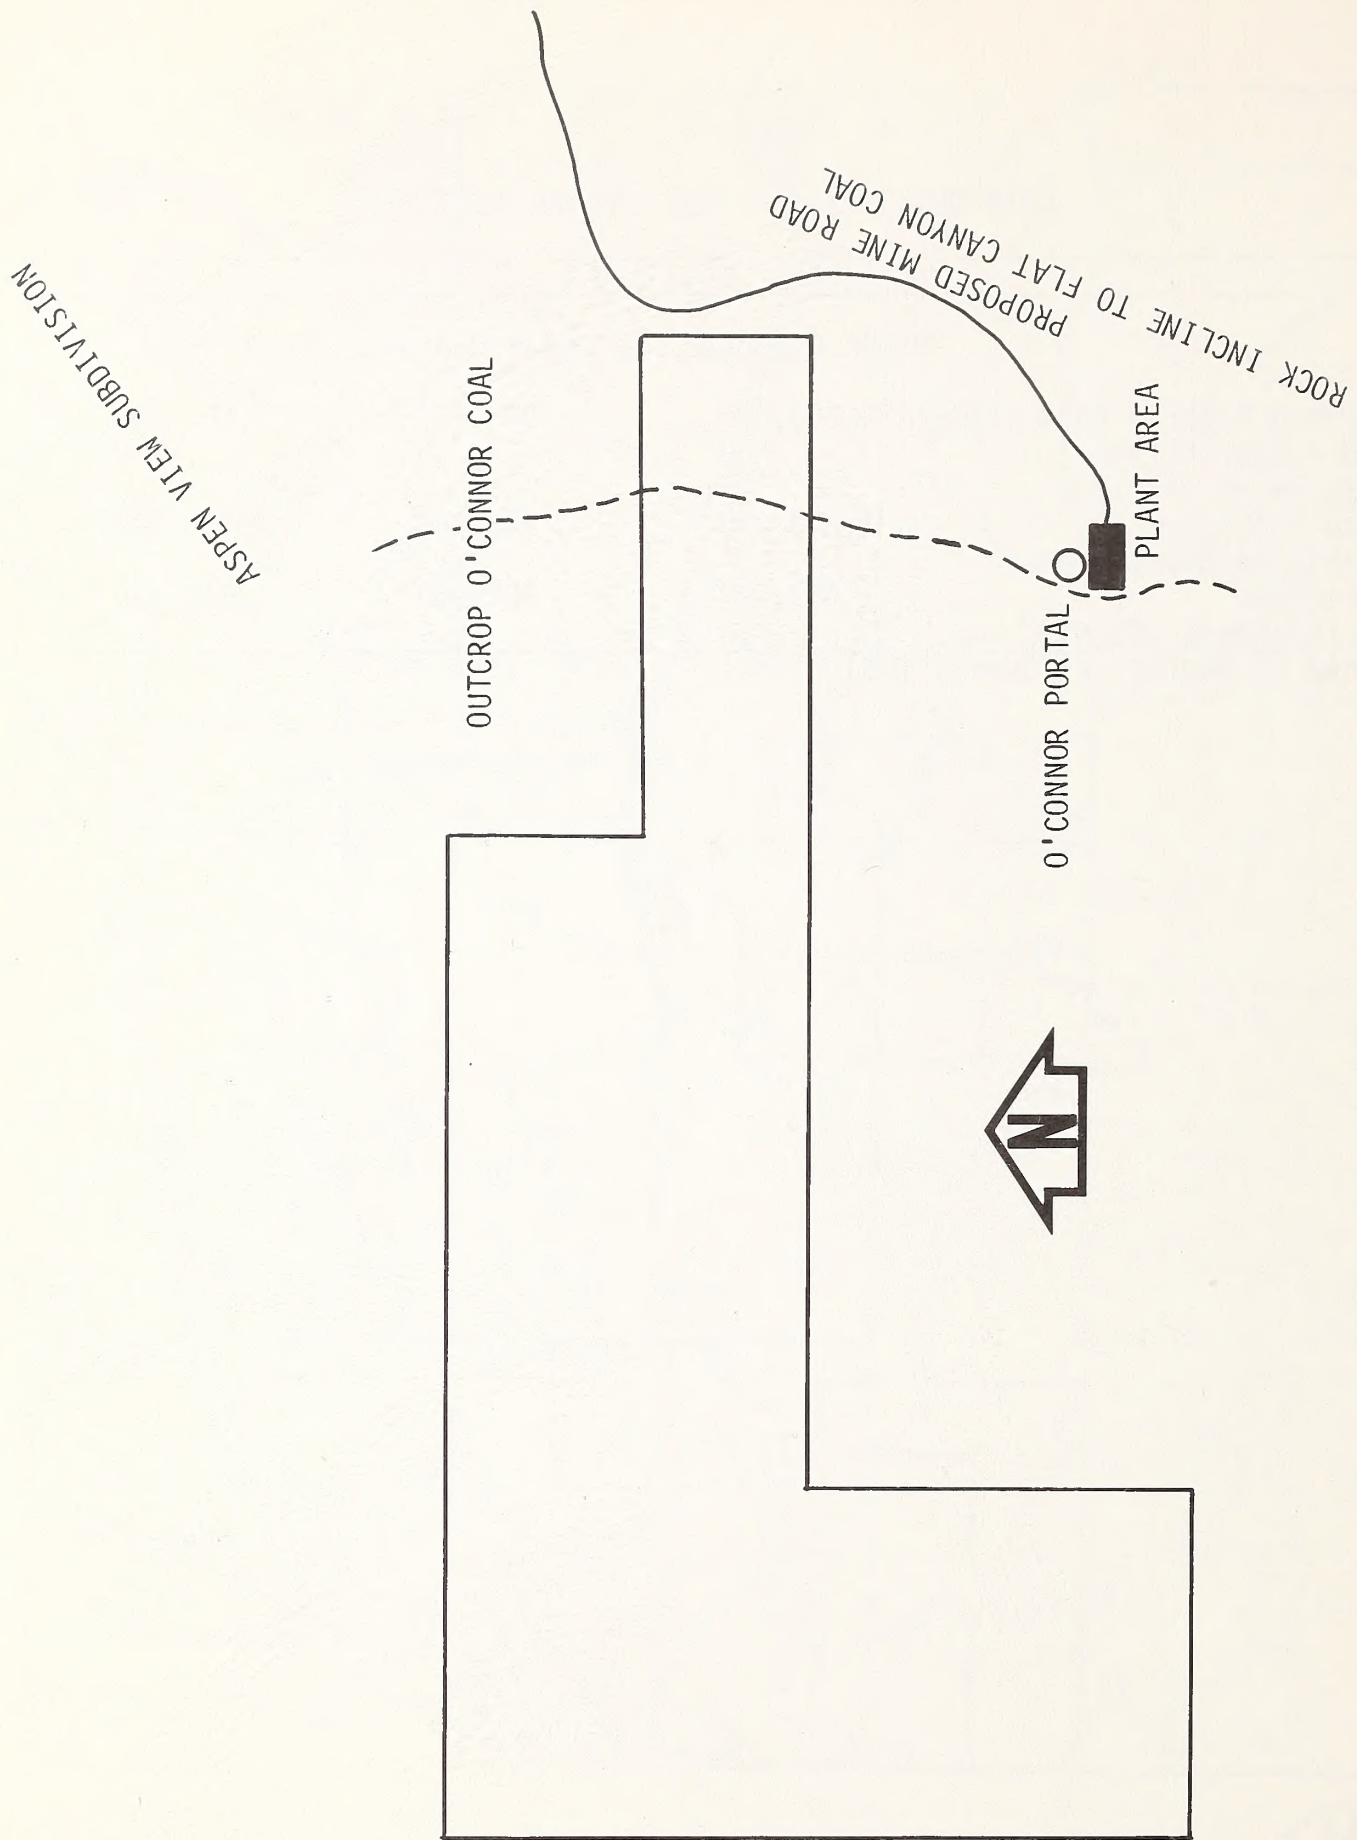 ASPEN VIEW SUBDIVISION
OUTCROP O'CONNOR COAL
PROPOSED MINE ROAD
ROCK INCLINE TO FLAT CANYON COAL
PLANT AREA
O'CONNOR PORTAL
N